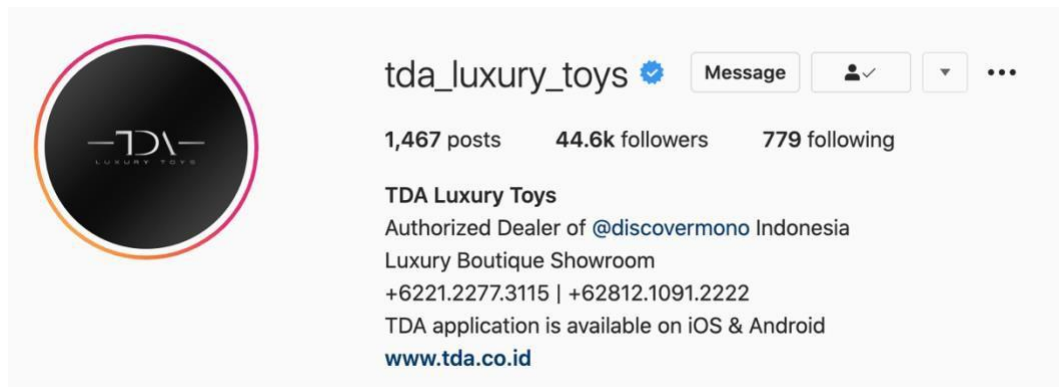 TDA
LUXURY TOYS
tda_luxury_toys Message
1,467 posts 44.6k followers 779 following
TDA Luxury Toys
Authorized Dealer of @discovermono Indonesia
Luxury Boutique Showroom
+6221.2277.3115 | +62812.1091.2222
TDA application is available on iOS & Android
www.tda.co.id